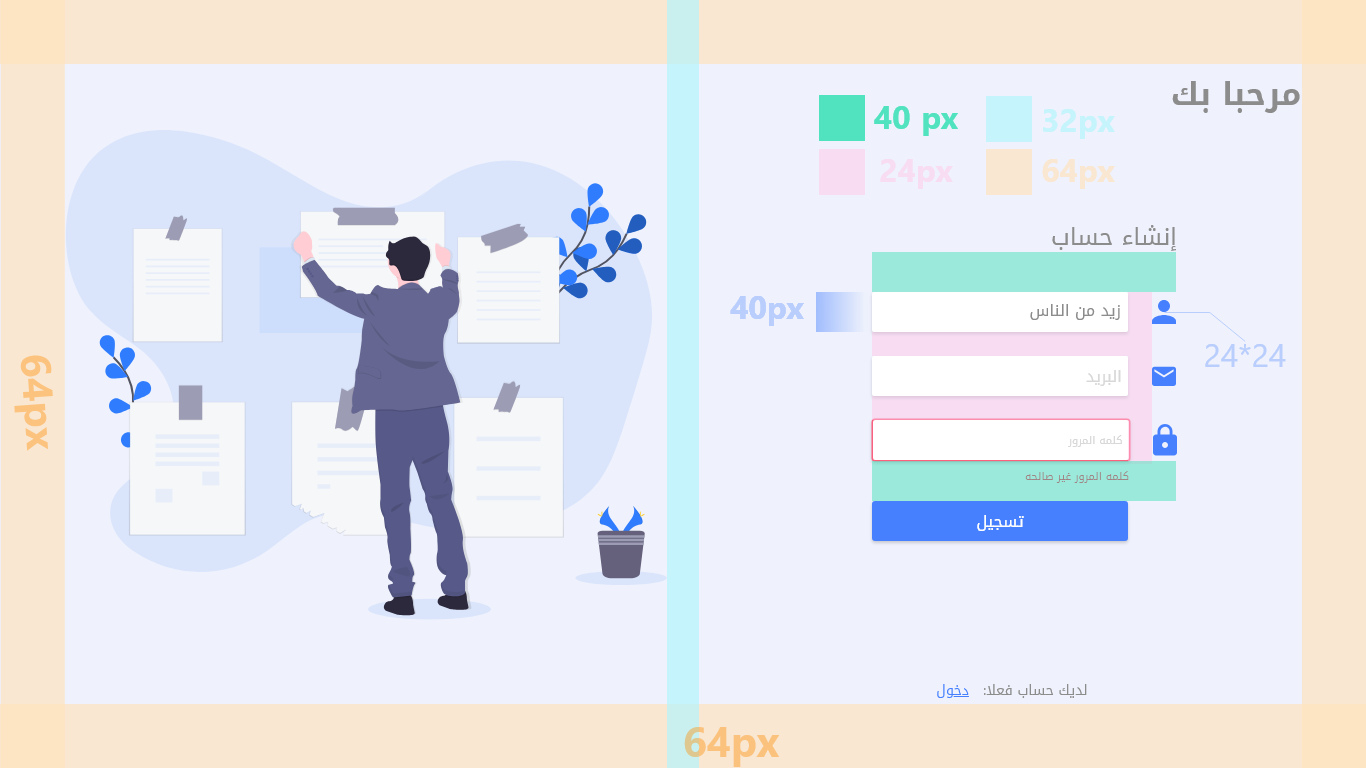 مرحبا بك
40 px
32px
24px
64px
إنشاء حساب
40px
زيد من الناس
24*24
البريد
كلمه المرور
كلمه المرور غير صالحه
تسجيل
لديك حساب فعلا: دخول
64px
64px